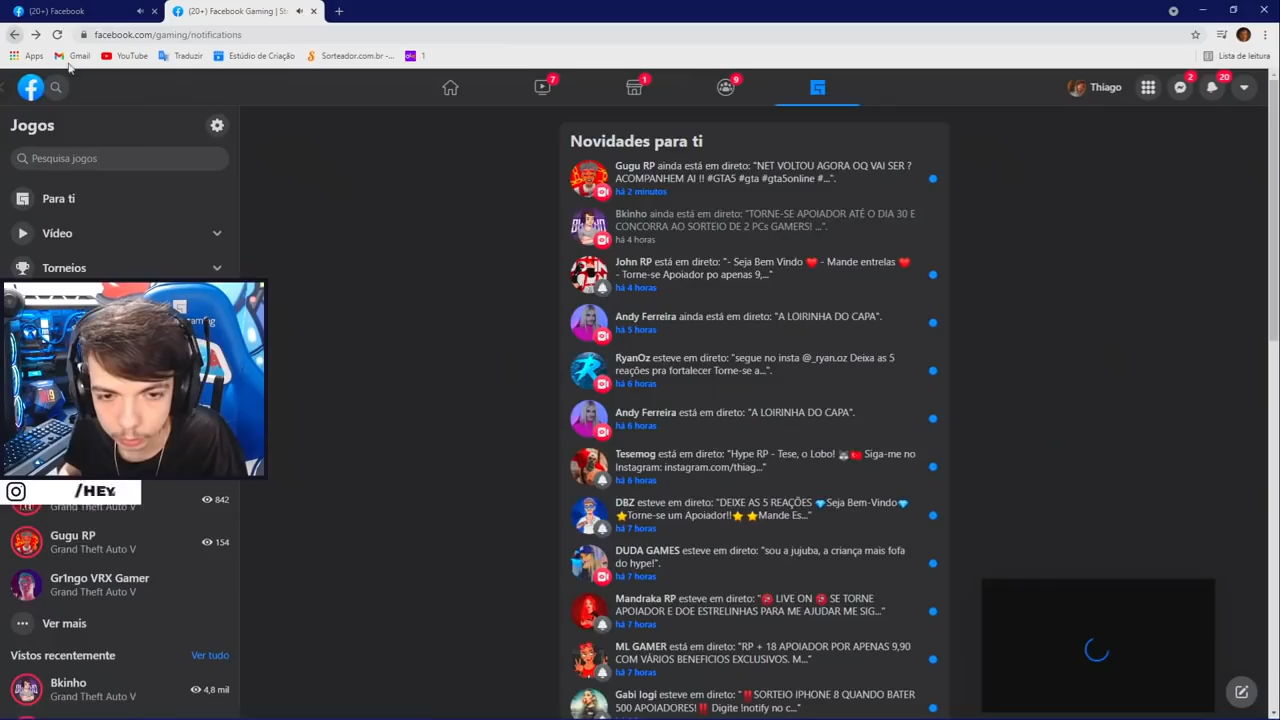 (20+) Facebook
(20+) Facebook Gaming | St
facebook.com/gaming/notifications
Apps
Gmail
YouTube
Traduzir
Estúdio de Criação
Sorteador.com.br -...
1
Lista de leitura
7
1
9
Thiago
2
20
Jogos
Pesquisa jogos
Para ti
Vídeo
Torneios
/HEY
842
Grand Theft Auto V
Gugu RP
154
Grand Theft Auto V
Gr1ngo VRX Gamer
Grand Theft Auto V
Ver mais
Vistos recentemente
Ver tudo
Bkinho
4,8 mil
Grand Theft Auto V
Novidades para ti
Gugu RP ainda está em direto: "NET VOLTOU AGORA OQ VAI SER ?
ACOMPANHEM AI !! #GTA5 #gta #gta5online #...".
há 2 minutos
Bkinho ainda está em direto: "TORNE-SE APOIADOR ATÉ O DIA 30 E
CONCORRA AO SORTEIO DE 2 PCs GAMERS! ...".
há 4 horas
John RP está em direto: "- Seja Bem Vindo ❤️ - Mande entrelas ❤️
- Torne-se Apoiador po apenas 9,..."
há 4 horas
Andy Ferreira ainda está em direto: "A LOIRINHA DO CAPA".
há 5 horas
RyanOz esteve em direto: "segue no insta @_ryan.oz Deixa as 5
reações pra fortalecer Torne-se a...".
há 6 horas
Andy Ferreira está em direto: "A LOIRINHA DO CAPA".
há 6 horas
Tesemog está em direto: "Hype RP - Tese, o Lobo! 🐺 Siga-me no
Instagram: instagram.com/thiag..."
há 6 horas
DBZ esteve em direto: "DEIXE AS 5 REAÇÕES 💎Seja Bem-Vindo💎
⭐Torne-se um Apoiador!!⭐ ⭐Mande Es..."
há 7 horas
DUDA GAMES esteve em direto: "sou a jujuba, a criança mais fofa
do hype!".
há 7 horas
Mandraka RP esteve em direto: "LIVE ON SE TORNE
APOIADOR E DOE ESTRELINHAS PARA ME AJUDAR ME SIG..."
há 7 horas
ML GAMER está em direto: "RP + 18 APOIADOR POR APENAS 9,90
COM VÁRIOS BENEFICIOS EXCLUSIVOS. M..."
há 7 horas
Gabi Iogi esteve em direto: "‼️SORTEIO IPHONE 8 QUANDO BATER
500 APOIADORES!‼️ Digite !notify no c..."